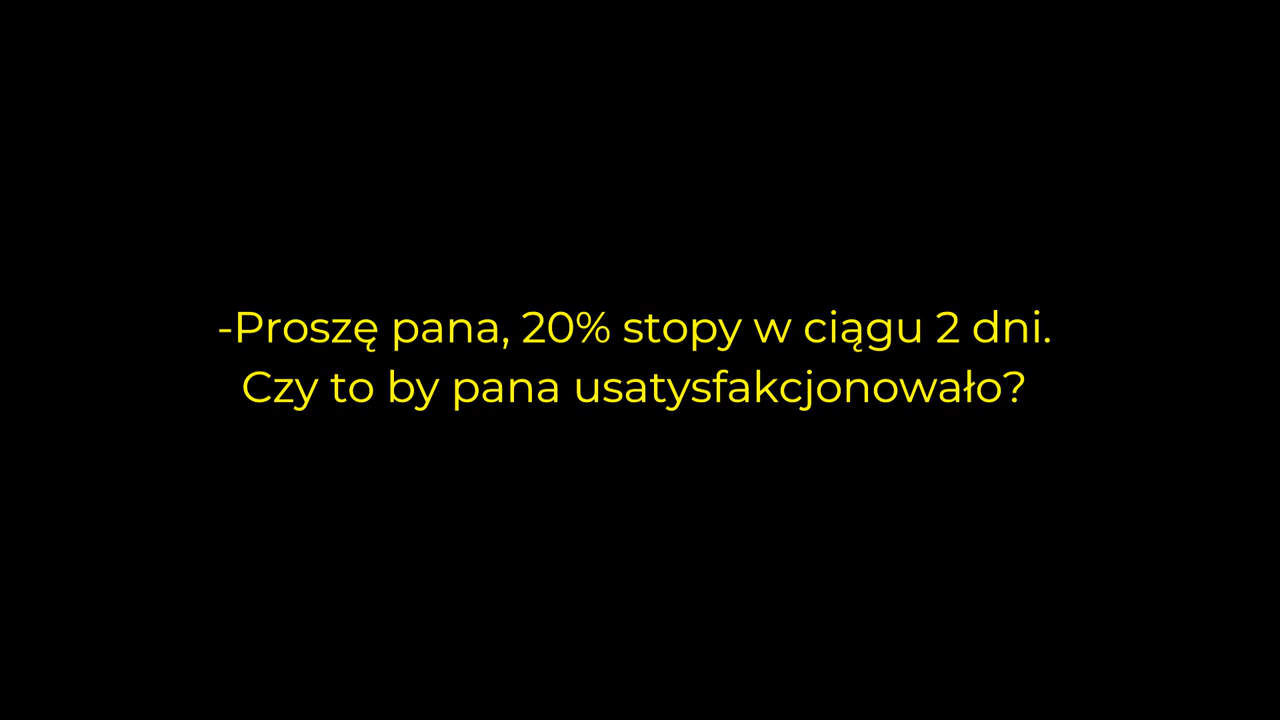 -Proszę pana, 20% stopy w ciągu 2 dni.
Czy to by pana usatysfakcjonowało?